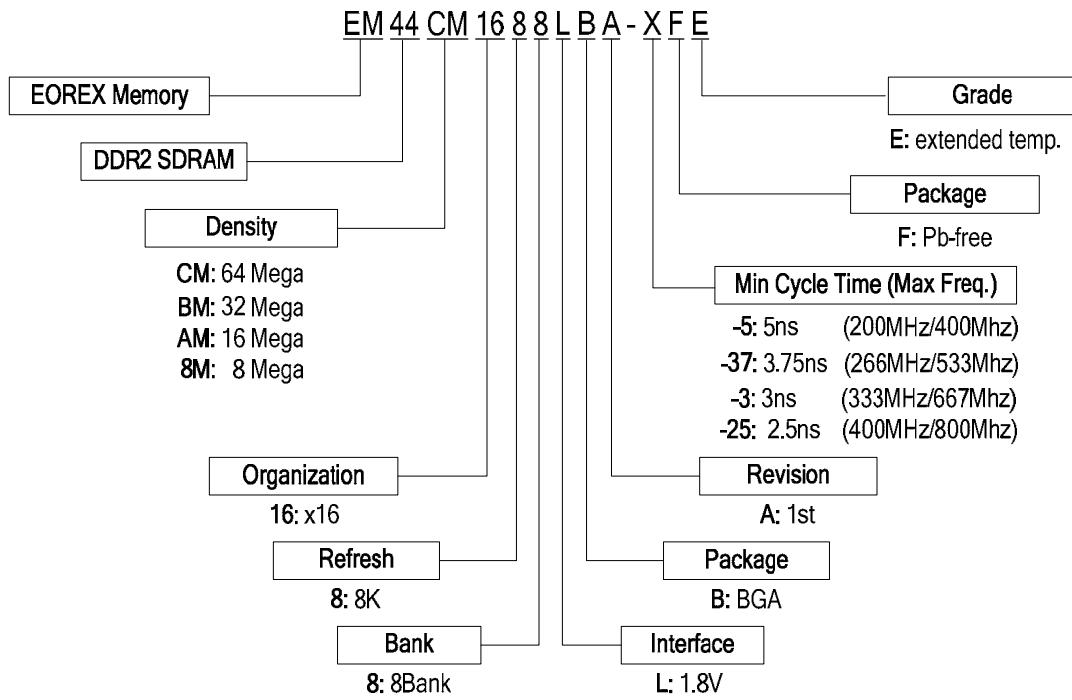 EM 44 CM 16 8 8 L B A - X F E
EOREX Memory
Grade
E: extended temp.
DDR2 SDRAM
Package
F: Pb-free
Density
CM: 64 Mega
BM: 32 Mega
AM: 16 Mega
8M: 8 Mega
Min Cycle Time (Max Freq.)
-5: 5ns (200MHz/400Mhz)
-37: 3.75ns (266MHz/533Mhz)
-3: 3ns (333MHz/667Mhz)
-25: 2.5ns (400MHz/800Mhz)
Organization
16: x16
Revision
A: 1st
Refresh
8: 8K
Package
B: BGA
Bank
8: 8Bank
Interface
L: 1.8V